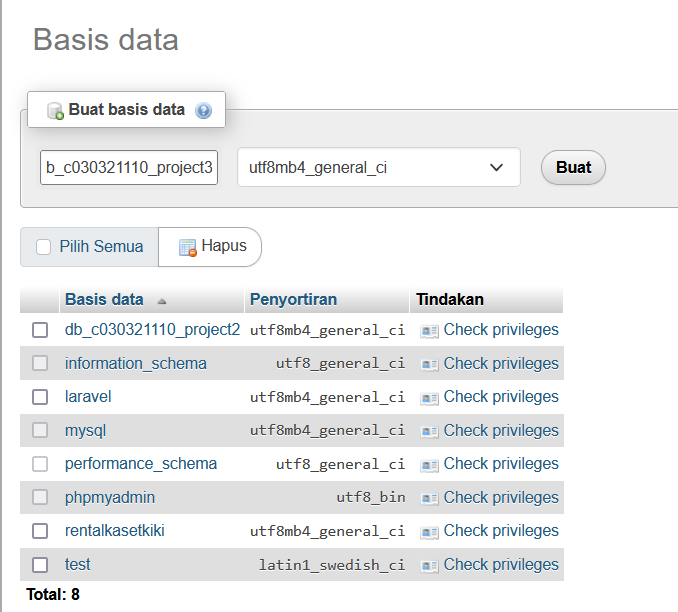 Basis data
Buat basis data
b_c030321110_project3 utf8mb4_general_ci Buat
Pilih Semua Hapus
Basis data Penyortiran Tindakan
db_c030321110_project2 utf8mb4_general_ci Check privileges
information_schema utf8_general_ci Check privileges
laravel utf8mb4_general_ci Check privileges
mysql utf8mb4_general_ci Check privileges
performance_schema utf8_general_ci Check privileges
phpmyadmin utf8_bin Check privileges
rentalkasetkiki utf8mb4_general_ci Check privileges
test latin1_swedish_ci Check privileges
Total: 8